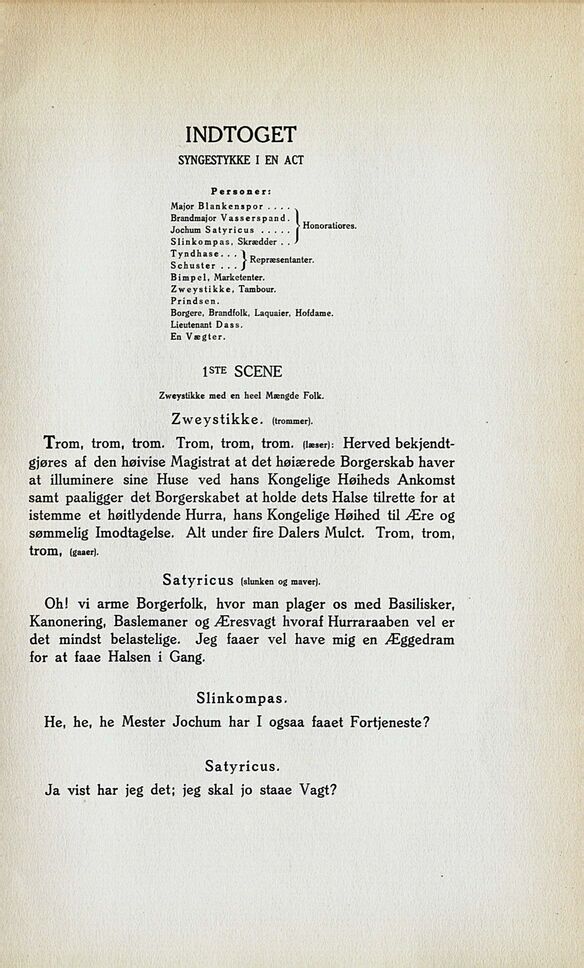 INDTOGET
SYNGESTYKKE I EN ACT
Personer:
Major Blankenspor . . . .
Brandmajor Vasserspand .
Jochum Satyricus . . . . .
Slinkompas, Skrædder . .
Honoratiores.
Tyndhase . . .
Schuster . . .
Repræsentanter.
Bimpel, Marketenter.
Zweystikke, Tambour.
Prindsen.
Borgere, Brandfolk, Laquaier, Hofdame.
Lieutenant Dass.
En Vægter.
1STE SCENE
Zweystikke med en heel Mængde Folk.
Zweystikke. (trommer).
Trom, trom, trom. Trom, trom, trom. (læser): Herved bekjendt-
gjøres af den høivise Magistrat at det høiærede Borgerskab haver
at illuminere sine Huse ved hans Kongelige Høiheds Ankomst
samt paaligger det Borgerskabet at holde dets Halse tilrette for at
istemme et høitlydende Hurra, hans Kongelige Høihed til Ære og
sømmelig Imodtagelse. Alt under fire Dalers Mulct. Trom, trom,
trom, (gaaer).
Satyricus (slunken og maver).
Oh! vi arme Borgerfolk, hvor man plager os med Basilisker,
Kanonering, Baslemaner og Æresvagt hvoraf Hurraraaben vel er
det mindst belastelige. Jeg faaer vel have mig en Æggedram
for at faae Halsen i Gang.
Slinkompas.
He, he, he Mester Jochum har I ogsaa faaet Fortjeneste?
Satyricus.
Ja vist har jeg det; jeg skal jo staae Vagt?